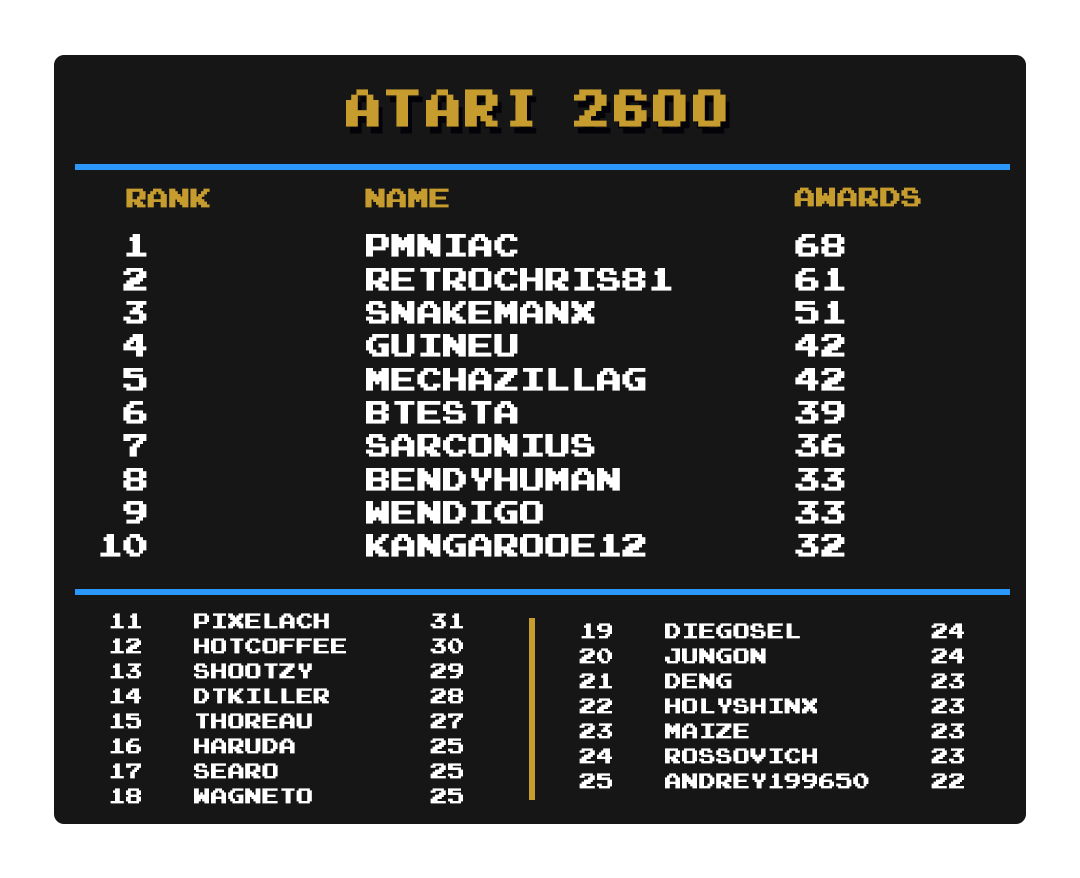 ATARI 2600
RANK NAME AWARDS
1 PMNIAC 68
2 RETROCHRIS81 61
3 SNAKEMANX 51
4 GUINEU 42
5 MECHAZILLAG 42
6 BTESTA 39
7 SARCONIUS 36
8 BENDYHUMAN 33
9 WENDIGO 33
10 KANGAROOE12 32
11 PIXELACH 31
12 HOTCOFFEE 30
13 SHOOTZY 29
14 DTKILLER 28
15 THOREAU 27
16 HARUDA 25
17 SEARO 25
18 WAGNETO 25
19 DIEGOSEL 24
20 JUNGON 24
21 DENG 23
22 HOLYSHINX 23
23 MAIZE 23
24 ROSSOVICH 23
25 ANDREY199650 22